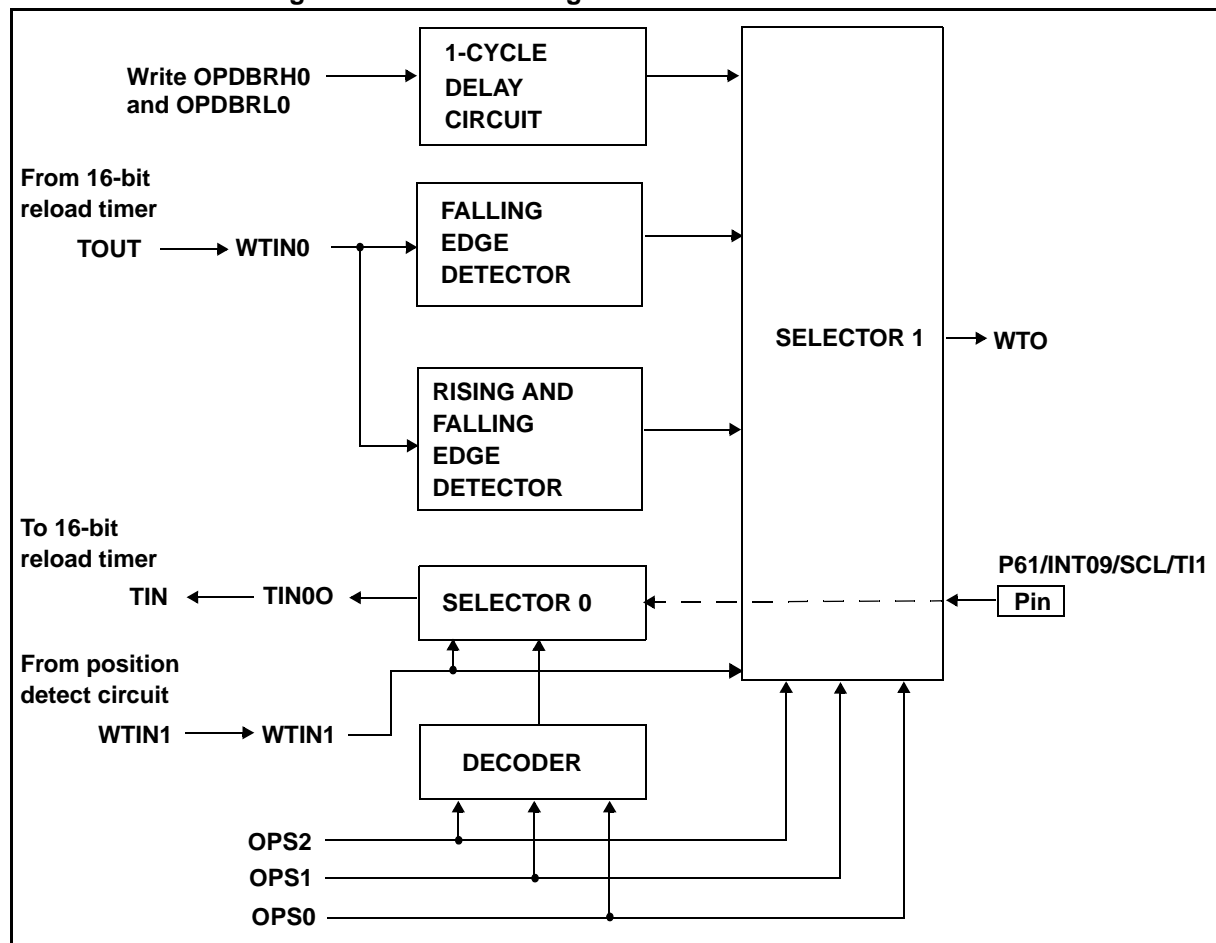 1-CYCLE
DELAY
CIRCUIT
Write OPDBRH0
and OPDBRL0
From 16-bit
reload timer
TOUT
WTIN0
FALLING
EDGE
DETECTOR
SELECTOR 1
WTO
RISING AND
FALLING
EDGE
DETECTOR
To 16-bit
reload timer
TIN
TIN0O
SELECTOR 0
P61/INT09/SCL/TI1
Pin
From position
detect circuit
WTIN1
WTIN1
DECODER
OPS2
OPS1
OPS0